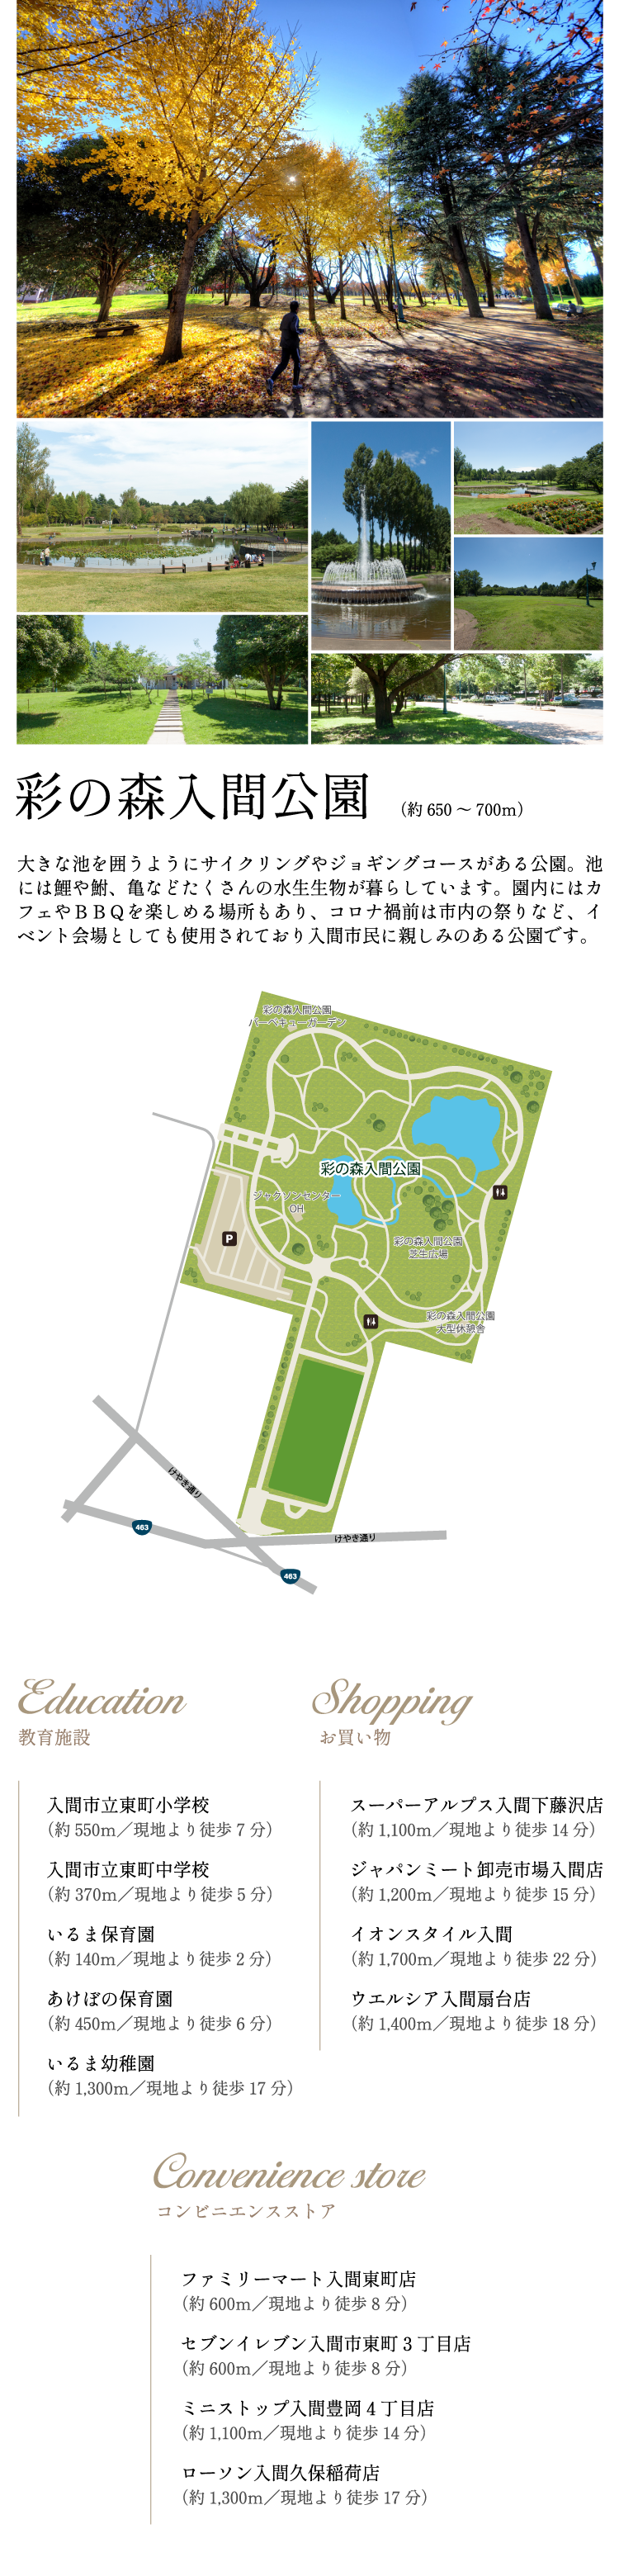 彩の森入間公園 （約 650 ～ 700m）
大きな池を囲うようにサイクリングやジョギングコースがある公園。池
には鯉や鮒、亀などたくさんの水生生物が暮らしています。園内にはカ
フェやＢＢＱを楽しめる場所もあり、コロナ禍前は市内の祭りなど、イ
ベント会場としても使用されており入間市民に親しみのある公園です。
彩の森入間公園
バーベキューガーデン
彩の森入間公園
ジャクソンセンター
OH
P
彩の森入間公園
芝生広場
彩の森入間公園
大型休憩舎
けやき通り
463
けやき通り
463
Education
教育施設
入間市立東町小学校
（約 550m／現地より徒歩 7 分）
入間市立東町中学校
（約 370m／現地より徒歩 5 分）
いるま保育園
（約 140m／現地より徒歩 2 分）
あけぼの保育園
（約 450m／現地より徒歩 6 分）
いるま幼稚園
（約 1,300m／現地より徒歩 17 分）
Shopping
お買い物
スーパーアルプス入間下藤沢店
（約 1,100m／現地より徒歩 14 分）
ジャパンミート卸売市場入間店
（約 1,200m／現地より徒歩 15 分）
イオンスタイル入間
（約 1,700m／現地より徒歩 22 分）
ウエルシア入間扇台店
（約 1,400m／現地より徒歩 18 分）
Convenience store
コンビニエンスストア
ファミリーマート入間東町店
（約 600m／現地より徒歩 8 分）
セブンイレブン入間市東町 3 丁目店
（約 600m／現地より徒歩 8 分）
ミニストップ入間豊岡 4 丁目店
（約 1,100m／現地より徒歩 14 分）
ローソン入間久保稲荷店
（約 1,300m／現地より徒歩 17 分）